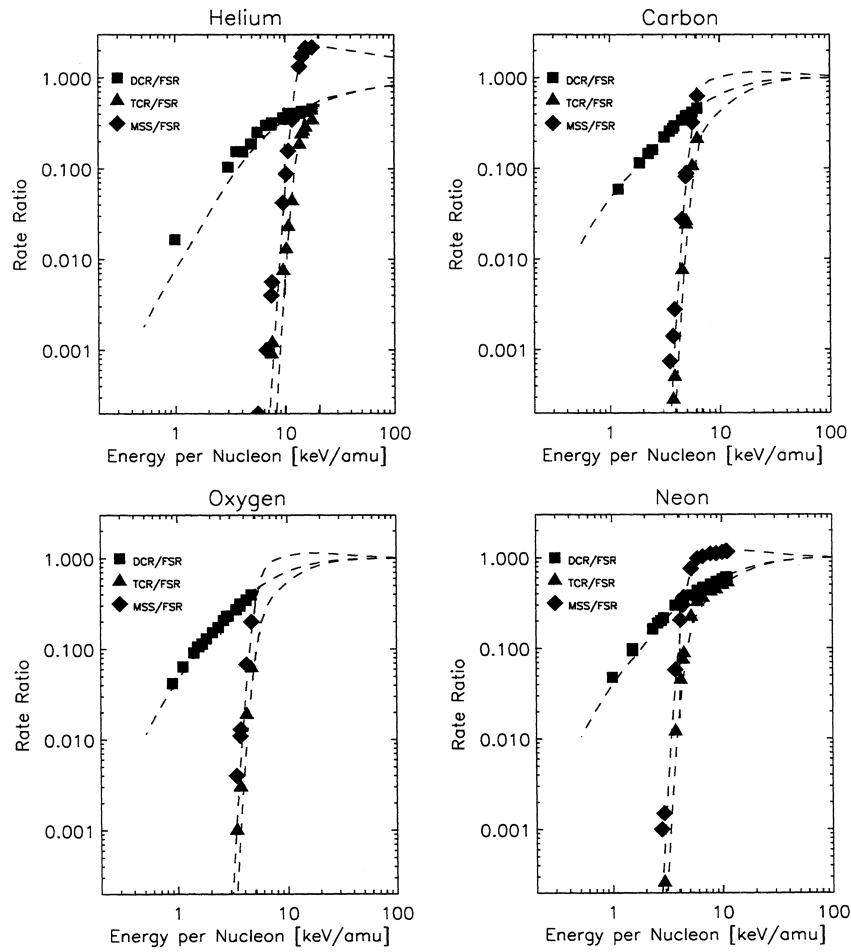 Helium
Rate Ratio
1.000
0.100
0.010
0.001
DCR/FSR
TCR/FSR
MSS/FSR
1
10
100
Energy per Nucleon [keV/amu]
Carbon
Rate Ratio
1.000
0.100
0.010
0.001
DCR/FSR
TCR/FSR
MSS/FSR
1
10
100
Energy per Nucleon [keV/amu]
Oxygen
Rate Ratio
1.000
0.100
0.010
0.001
DCR/FSR
TCR/FSR
MSS/FSR
1
10
100
Energy per Nucleon [keV/amu]
Neon
Rate Ratio
1.000
0.100
0.010
0.001
DCR/FSR
TCR/FSR
MSS/FSR
1
10
100
Energy per Nucleon [keV/amu]